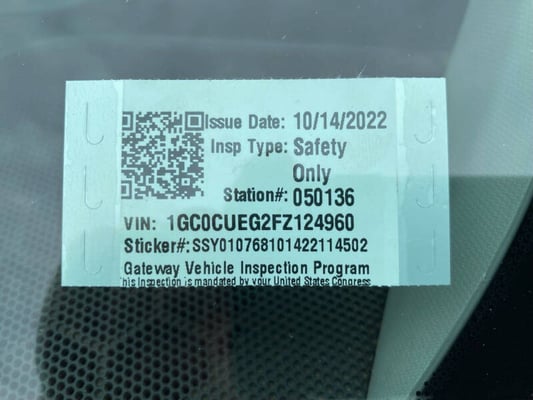 Issue Date: 10/14/2022
Insp Type: Safety
Only
Station#: 050136
VIN: 1GC0CUEG2FZ124960
Sticker#: SSY010768101422114502
Gateway Vehicle Inspection Program
his Inspection is mandated by your United States Congress